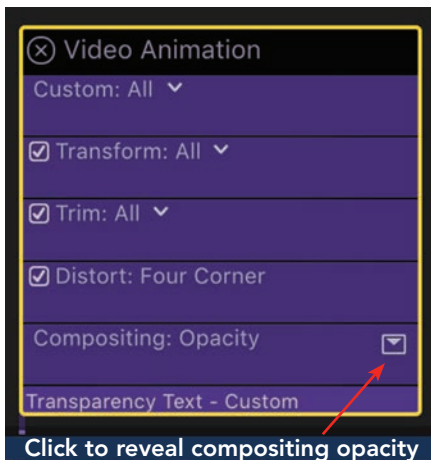 Video Animation
Custom: All
Transform: All
Trim: All
Distort: Four Corner
Compositing: Opacity
Transparency Text - Custom
Click to reveal compositing opacity